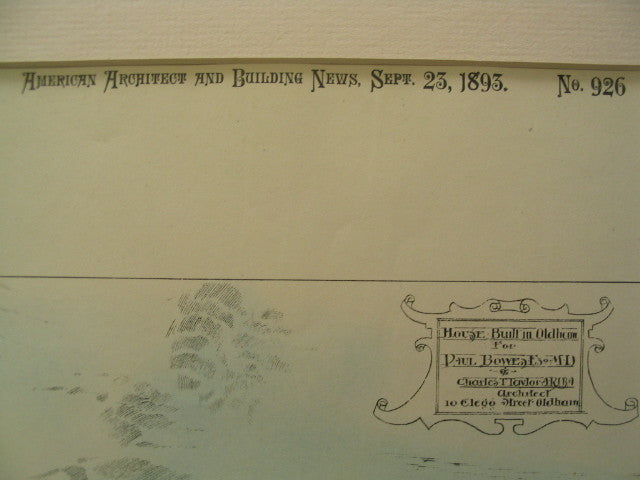 American Architect and Building News, Sept. 23, 1893. No. 926
House Built in Oldham
For
Paul Bowes Esq MD
Charles T Taylor ARIBA
Architect
10 Clegg Street Oldham